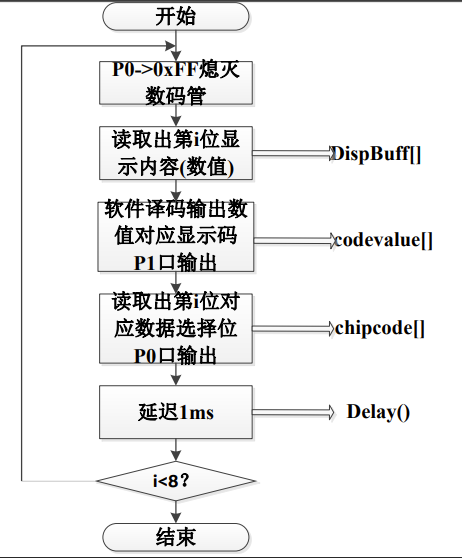 开始
P0->0xFF熄灭
数码管
读取出第i位显
示内容(数值)
DispBuff[]
软件译码输出数
值对应显示码
P1口输出
codevalue[]
读取出第i位对
应数据选择位
P0口输出
chipcode[]
延迟1ms
Delay()
i<8?
结束